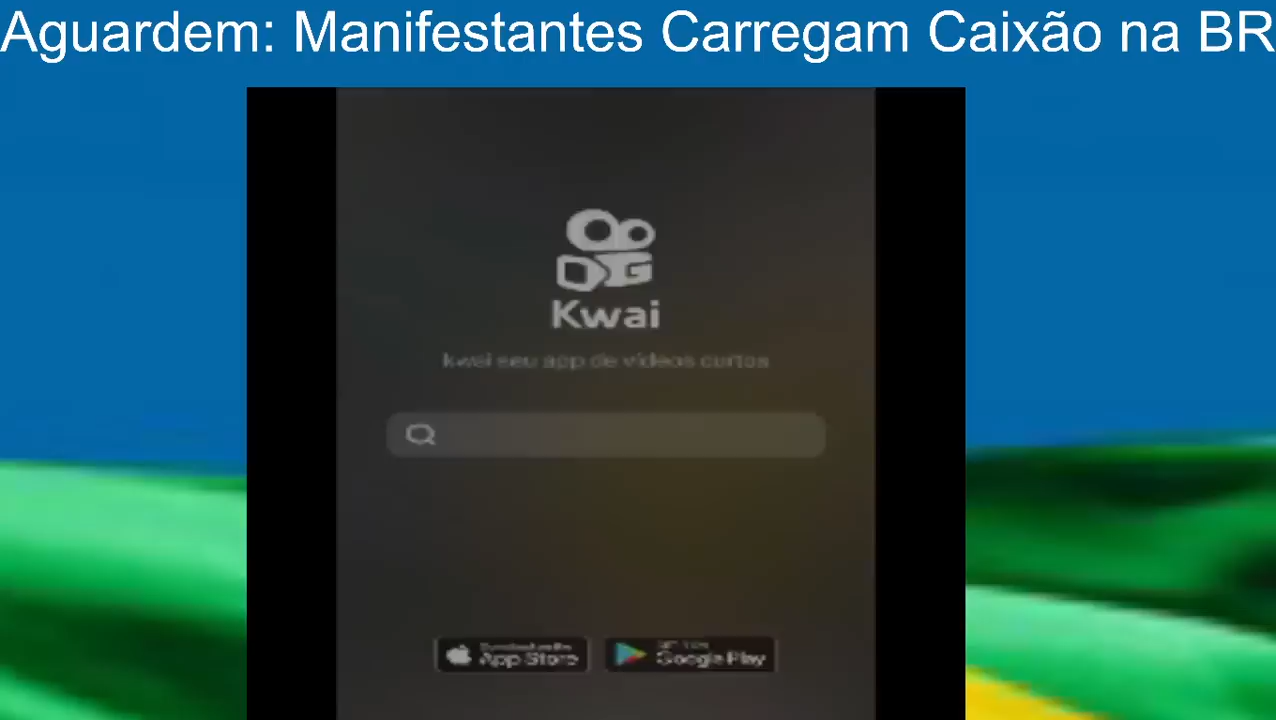 Aguardem: Manifestantes Carregam Caixão na BR
Kwai
kwai seu app de vídeos curtos
App Store
Google Play